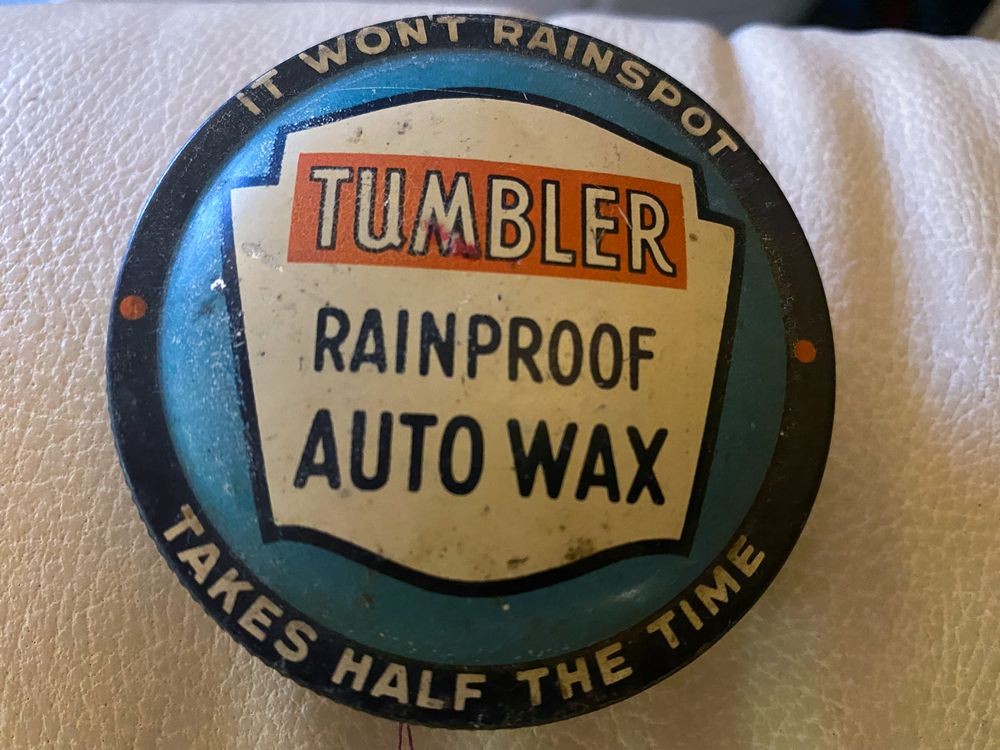 IT WON'T RAINSPOT
TUMBLER
RAINPROOF
AUTO WAX
TAKES HALF THE TIME